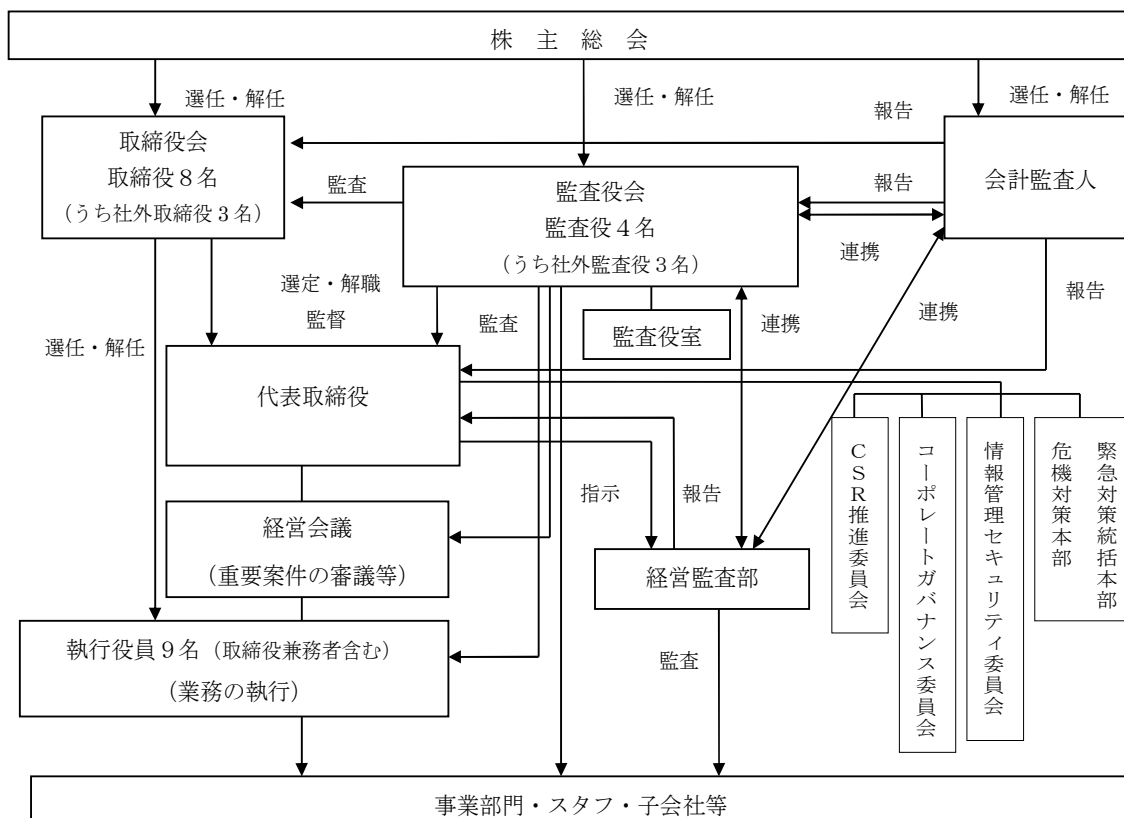 株 主 総 会
選任・解任
選任・解任
選任・解任
報告
取締役会
取締役８名
（うち社外取締役３名）
監査
監査役会
監査役４名
（うち社外監査役３名）
報告
会計監査人
連携
選定・解職
監督
監査
監査役室
連携
連携
報告
選任・解任
代表取締役
指示
報告
経営会議
（重要案件の審議等）
経営監査部
ＣＳＲ推進委員会
コーポレートガバナンス委員会
情報管理セキュリティ委員会
緊急対策統括本部
危機対策本部
執行役員９名（取締役兼務者含む）
（業務の執行）
監査
事業部門・スタッフ・子会社等